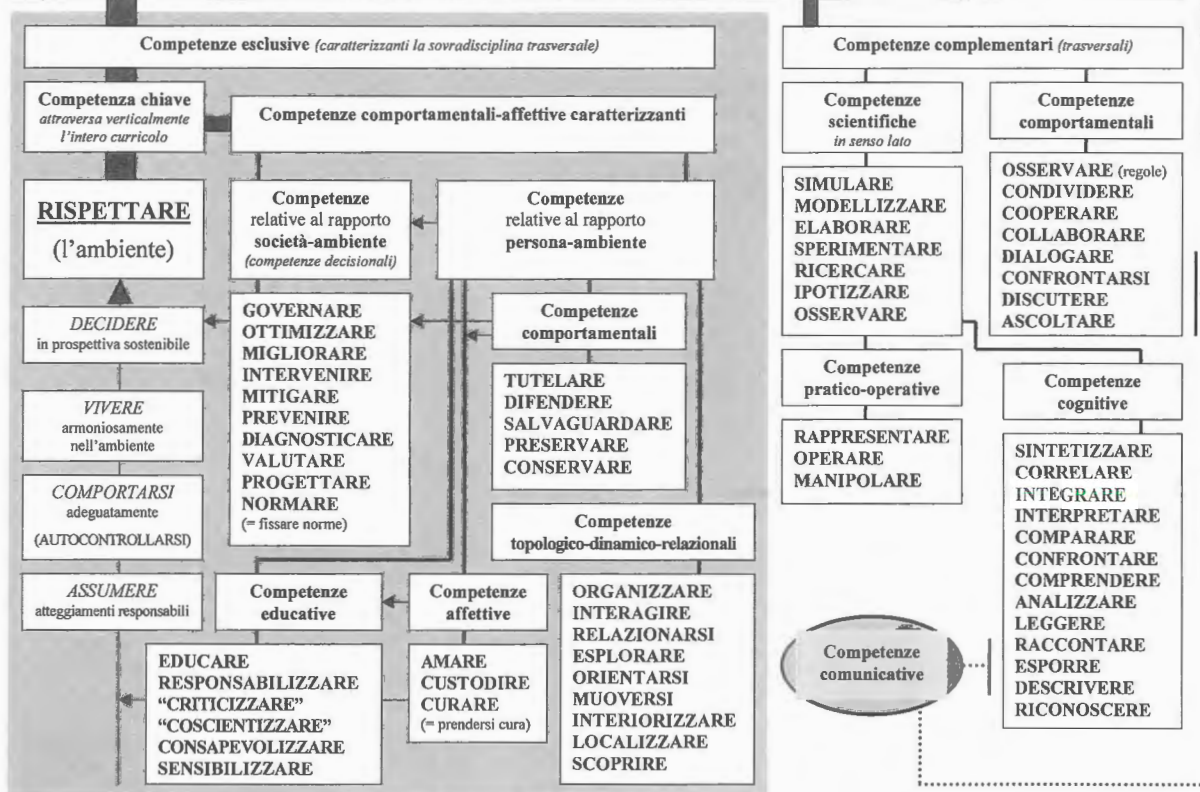 Competenze esclusive (caratterizzanti la sovradisciplina trasversale)
Competenza chiave
attraversa verticalmente
l'intero curricolo
Competenze comportamentali-affettive caratterizzanti
RISPETTARE
(l'ambiente)
Competenze
relative al rapporto
società-ambiente
(competenze decisionali)
Competenze
relative al rapporto
persona-ambiente
DECIDERE
in prospettiva sostenibile
VIVERE
armoniosamente
nell'ambiente
COMPORTARSI
adeguatamente
(AUTOCONTROLLARSI)
ASSUMERE
atteggiamenti responsabili
GOVERNARE
OTTIMIZZARE
MIGLIORARE
INTERVENIRE
MITIGARE
PREVENIRE
DIAGNOSTICARE
VALUTARE
PROGETTARE
NORMARE
(= fissare norme)
Competenze
comportamentali
TUTELARE
DIFENDERE
SALVAGUARDARE
PRESERVARE
CONSERVARE
Competenze
topologico-dinamico-relazionali
Competenze
educative
Competenze
affettive
EDUCARE
RESPONSABILIZZARE
“CRITICIZZARE”
“COSCIENTIZZARE”
CONSAPEVOLIZZARE
SENSIBILIZZARE
AMARE
CUSTODIRE
CURARE
(= prendersi cura)
ORGANIZZARE
INTERAGIRE
RELAZIONARSI
ESPLORARE
ORIENTARSI
MUOVERSI
INTERIORIZZARE
LOCALIZZARE
SCOPRIRE
Competenze complementari (trasversali)
Competenze
scientifiche
in senso lato
Competenze
comportamentali
SIMULARE
MODELLIZZARE
ELABORARE
SPERIMENTARE
RICERCARE
IPOTIZZARE
OSSERVARE
OSSERVARE (regole)
CONDIVIDERE
COOPERARE
COLLABORARE
DIALOGARE
CONFRONTARSI
DISCUTERE
ASCOLTARE
Competenze
pratico-operative
RAPPRESENTARE
OPERARE
MANIPOLARE
Competenze
cognitive
SINTETIZZARE
CORRELARE
INTEGRARE
INTERPRETARE
COMPARARE
CONFRONTARE
COMPRENDERE
ANALIZZARE
LEGGERE
RACCONTARE
ESPORRE
DESCRIVERE
RICONOSCERE
Competenze
comunicative